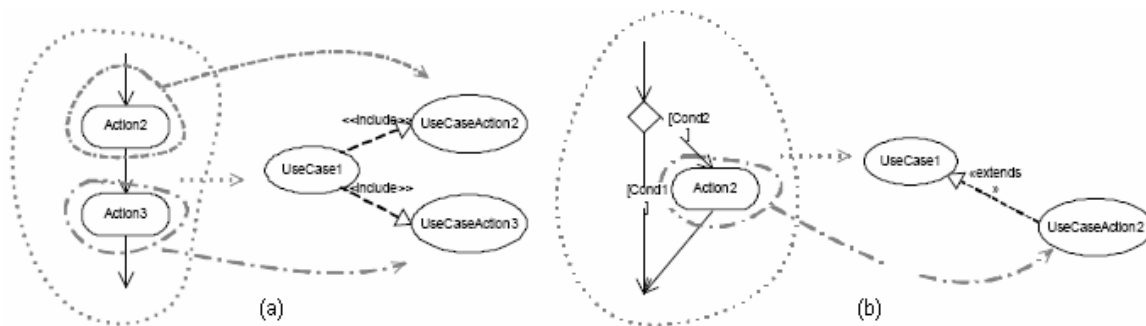 Action2
Action3
(a)
UseCase1
<<Include>>
<<Include>>
UseCaseAction2
UseCaseAction3
[Cond2
]
[Cond1
]
Action2
UseCase1
«extends
»
UseCaseAction2
(b)